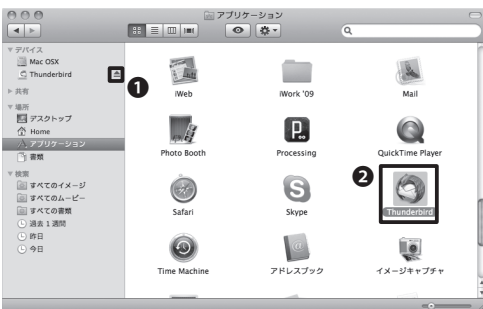 アプリケーション
デバイス
Mac OSX
Thunderbird
共有
場所
デスクトップ
Home
アプリケーション
書類
検索
すべてのイメージ
すべてのムービー
すべての書類
過去 1 週間
昨日
今日
1
iWeb
iWork '09
Mail
Photo Booth
Processing
QuickTime Player
2
Safari
Skype
Thunderbird
Time Machine
アドレスブック
イメージキャプチャ